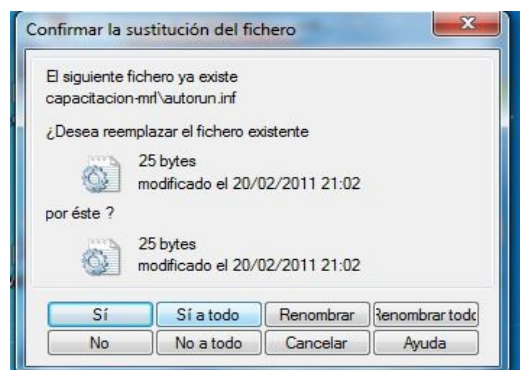 Confirmar la sustitución del fichero
El siguiente fichero ya existe
capacitacion-mrl\autorun.inf
¿Desea reemplazar el fichero existente
25 bytes
modificado el 20/02/2011 21:02
por éste ?
25 bytes
modificado el 20/02/2011 21:02
Sí Sí a todo Renombrar Renombrar todo
No No a todo Cancelar Ayuda